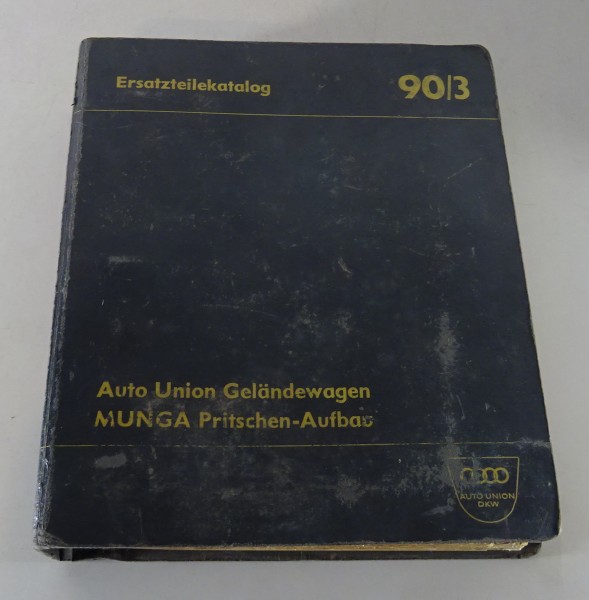 Ersatzteilekatalog 90/3
Auto Union Geländewagen
MUNGA Pritschen-Aufbau
AUTO UNION
DKW